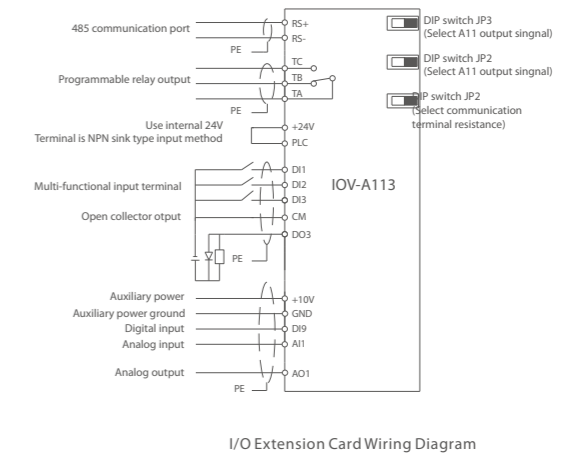 485 communication port
RS+
RS-
PE
Programmable relay output
TC
TB
TA
PE
Use internal 24V
Terminal is NPN sink type input method
+24V
PLC
Multi-functional input terminal
DI1
DI2
DI3
Open collector otput
CM
DO3
PE
Auxiliary power
+10V
Auxiliary power ground
GND
Digital input
DI9
Analog input
AI1
Analog output
AO1
PE
IOV-A113
DIP switch JP3
(Select A11 output singnal)
DIP switch JP2
(Select A11 output singnal)
DIP switch JP2
(Select communication
terminal resistance)
I/O Extension Card Wiring Diagram